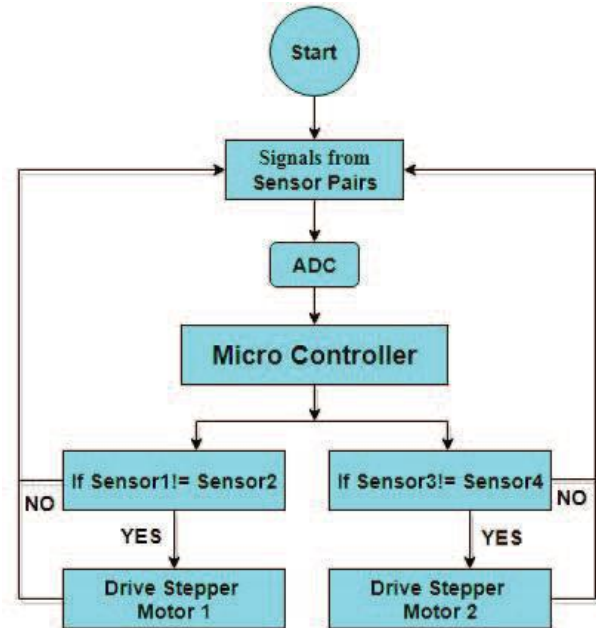 Start
Signals from
Sensor Pairs
ADC
Micro Controller
If Sensor1!= Sensor2
If Sensor3!= Sensor4
NO
NO
YES
YES
Drive Stepper
Motor 1
Drive Stepper
Motor 2